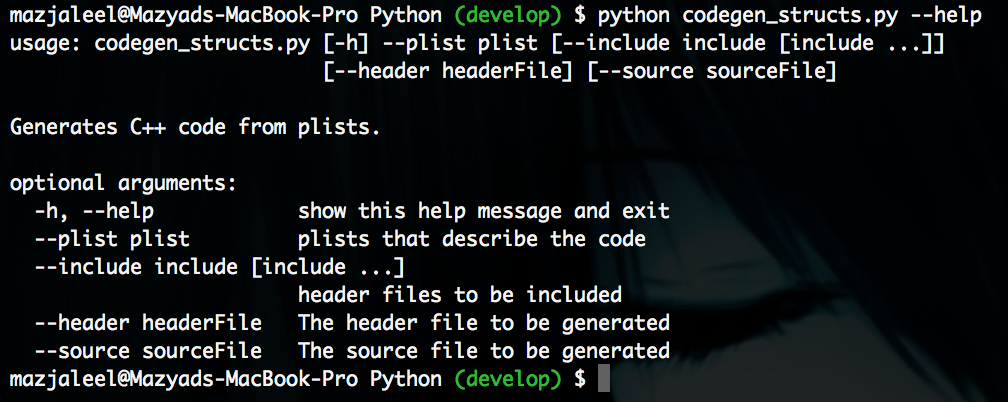 mazjaleel@Mazyads-MacBook-Pro Python (develop) $ python codegen_structs.py --help
usage: codegen_structs.py [-h] --plist plist [--include include [include ...]]
                          [--header headerFile] [--source sourceFile]

Generates C++ code from plists.

optional arguments:
  -h, --help            show this help message and exit
  --plist plist         plists that describe the code
  --include include [include ...]
                        header files to be included
  --header headerFile   The header file to be generated
  --source sourceFile   The source file to be generated
mazjaleel@Mazyads-MacBook-Pro Python (develop) $